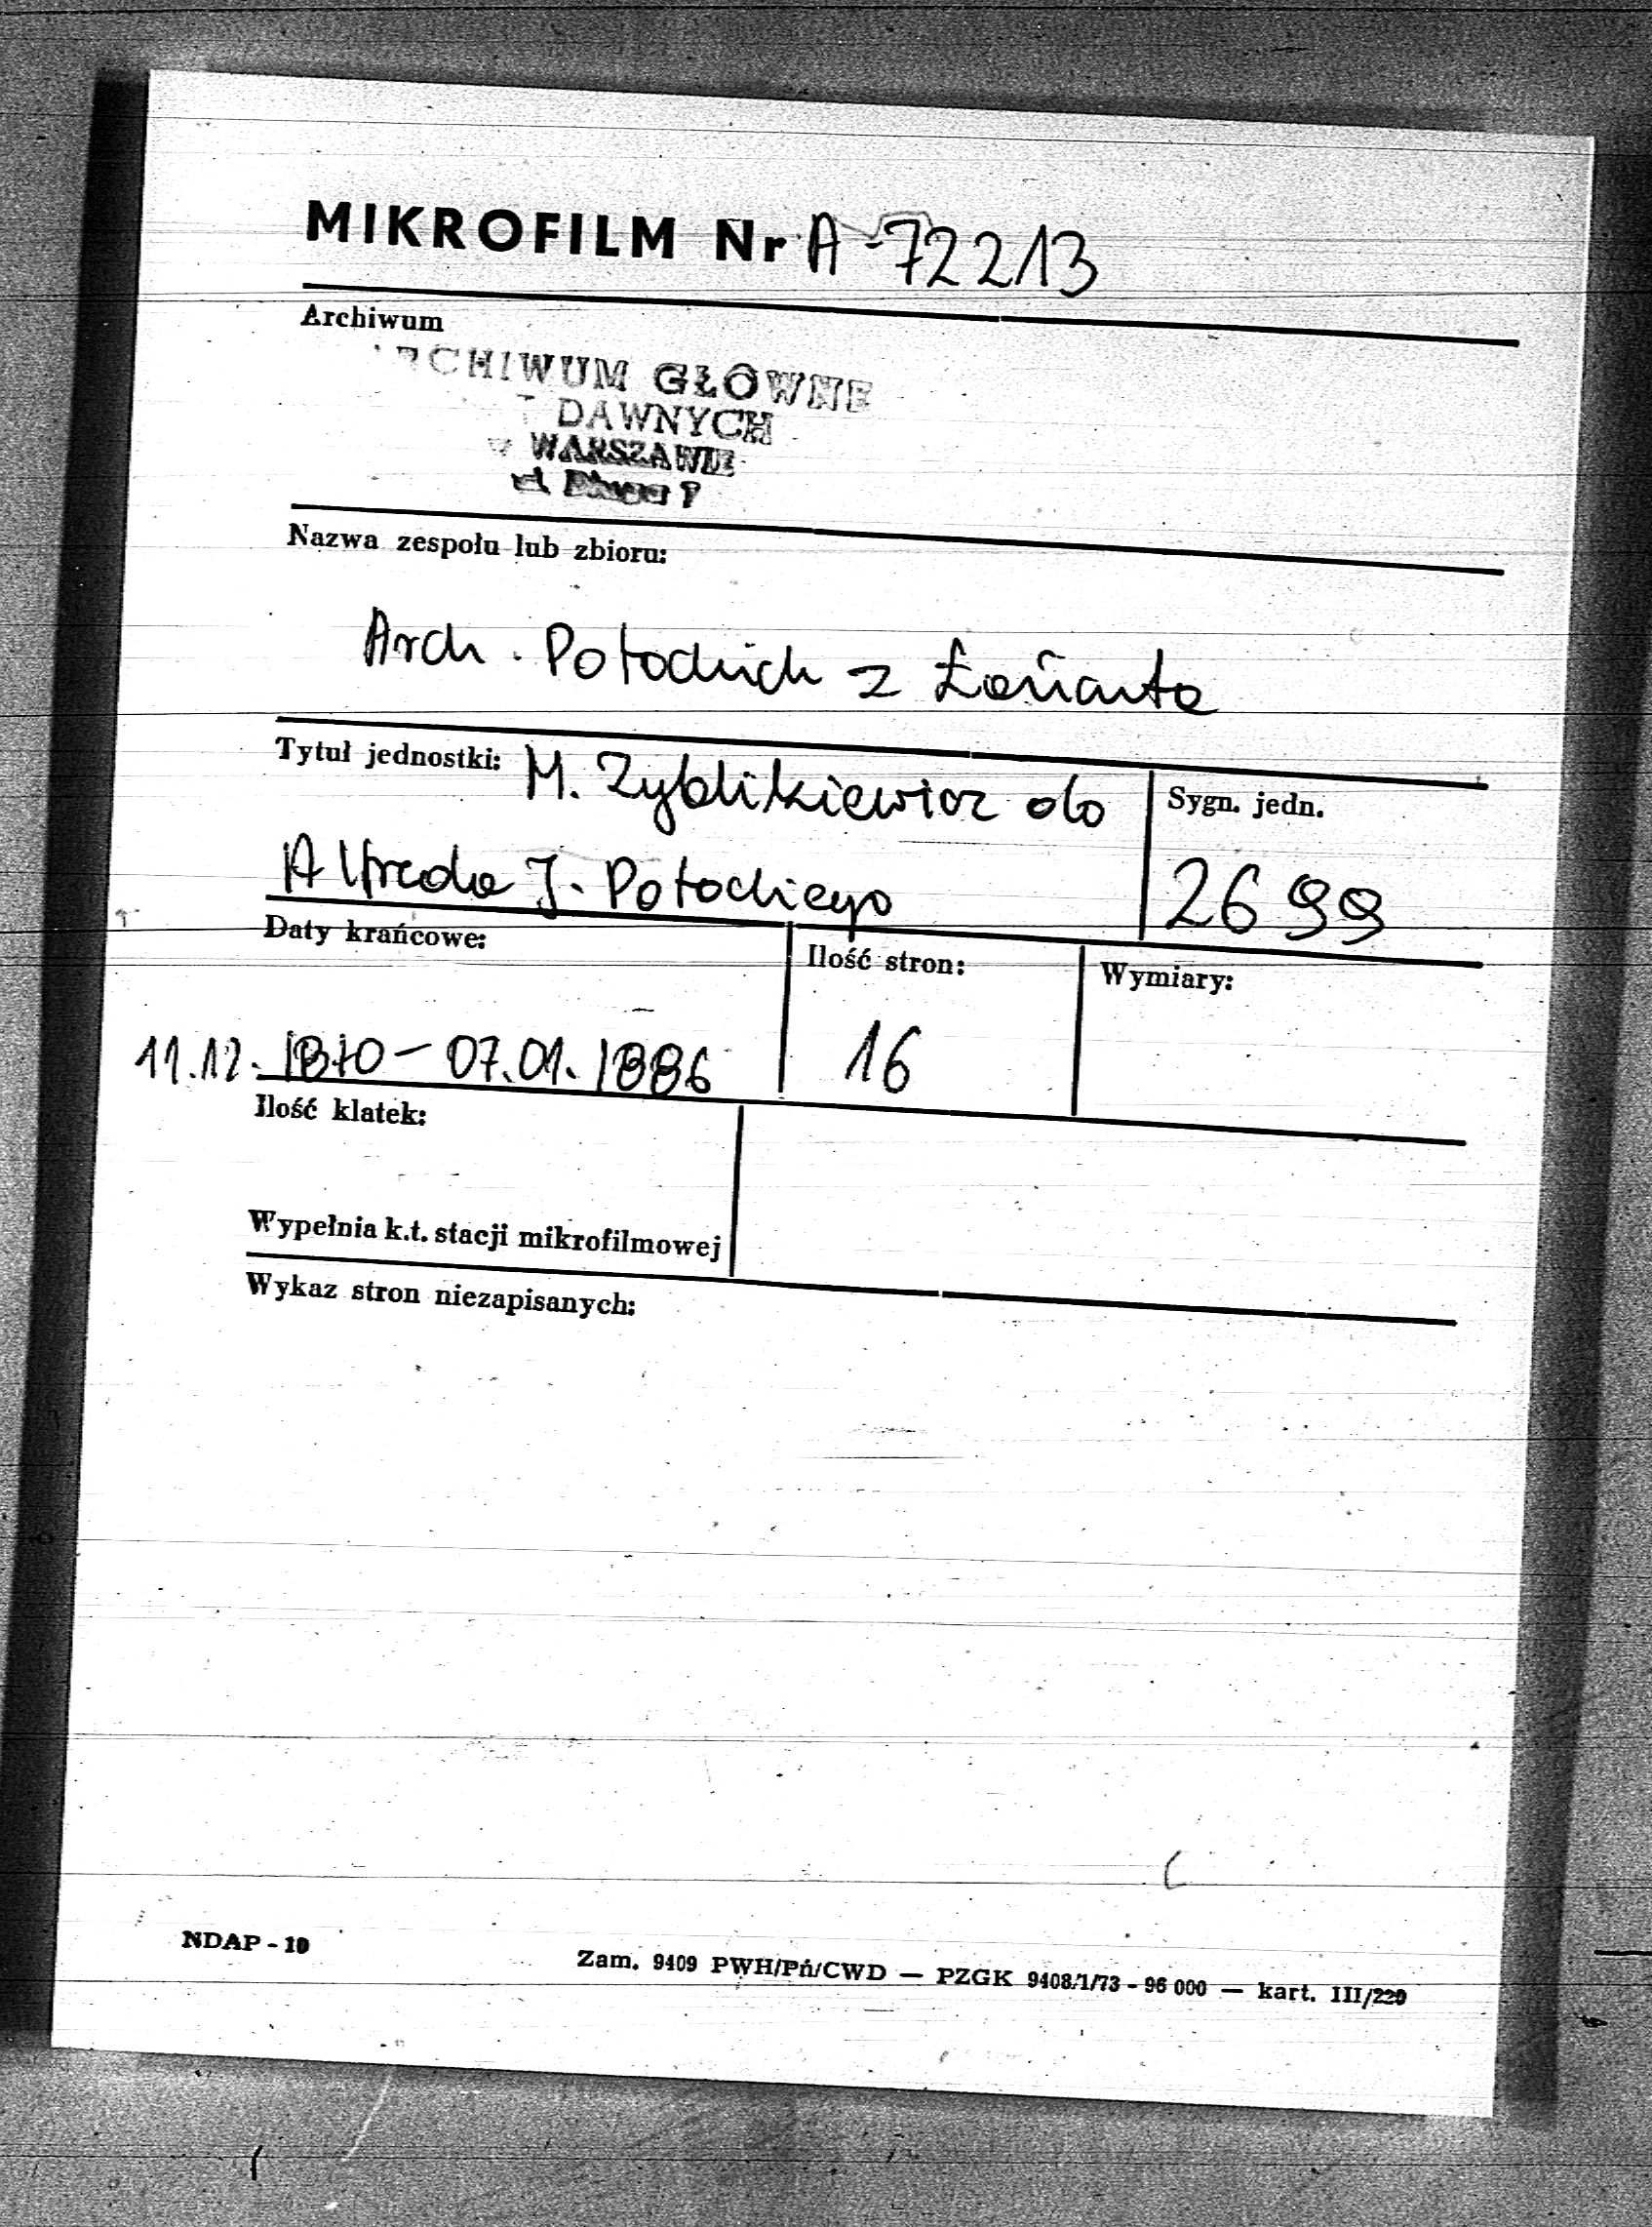 MIKROFILM Nr A-72213
Archiwum
ARCHIWUM GŁÓWNE
DAWNYCH
WARSZAWIE
Nazwa zespołu lub zbioru:
Arch. Potockich z Łańcuta
Tytuł jednostki: M. Zyblikiewicz do
Sygn. jedn.
Alfreda J. Potockiego
2699
Daty krańcowe:
Ilość stron:
Wymiary:
11.12.1870 – 07.01.1886
16
Ilość klatek:
Wypełnia k.t. stacji mikrofilmowej
Wykaz stron niezapisanych:
NDAP - 10
Zam. 9409 PWH/Pń/CWD — PZGK 9408/1/73 - 96 000 — kart. III/220